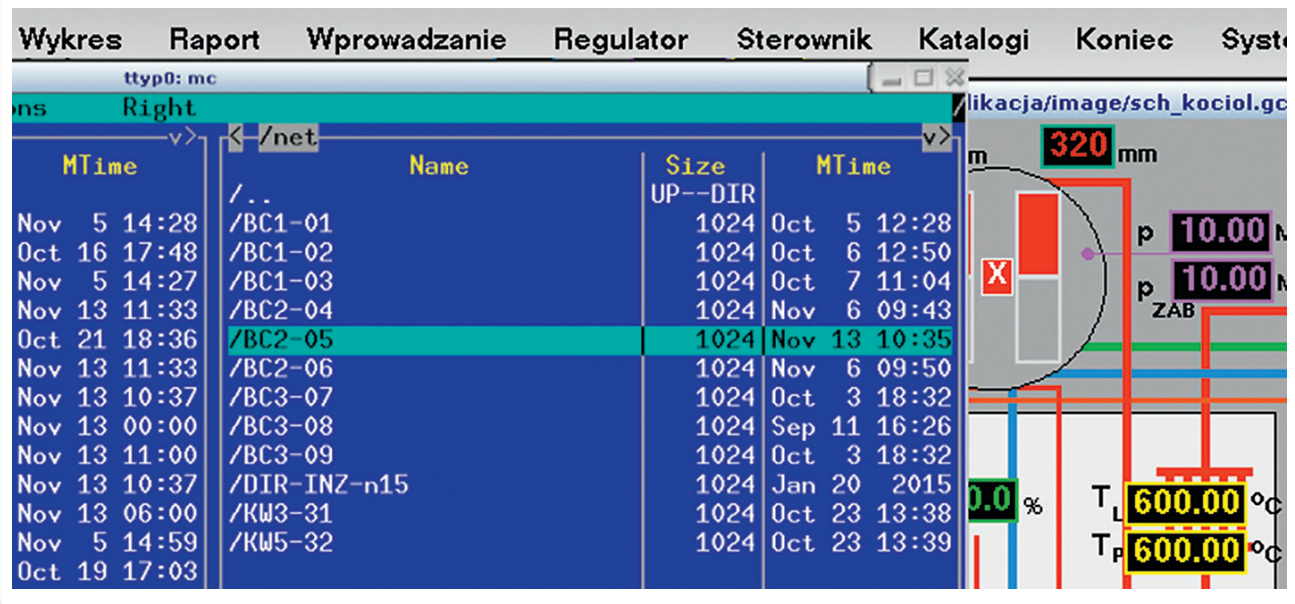 Wykres Raport Wprowadzanie Regulator Sterownik Katalogi Koniec
ttyp0: mc
Right
likacja/image/sch_kociol.gc
v>
< /net v>
MTime Name Size MTime
/.. UP--DIR
Nov 5 14:28 /BC1-01 1024 Oct 5 12:28
Oct 16 17:48 /BC1-02 1024 Oct 6 12:50
Nov 5 14:27 /BC1-03 1024 Oct 7 11:04
Nov 13 11:33 /BC2-04 1024 Nov 6 09:43
Oct 21 18:36 /BC2-05 1024 Nov 13 10:35
Nov 13 11:33 /BC2-06 1024 Nov 6 09:50
Nov 13 10:37 /BC3-07 1024 Oct 3 18:32
Nov 13 00:00 /BC3-08 1024 Sep 11 16:26
Nov 13 11:00 /BC3-09 1024 Oct 3 18:32
Nov 13 10:37 /DIR-INZ-n15 1024 Jan 20 2015
Nov 13 06:00 /KW3-31 1024 Oct 23 13:38
Nov 5 14:59 /KW5-32 1024 Oct 23 13:39
Oct 19 17:03
m 320 mm
p 10.00
X
p ZAB 10.00
0.0 %
T L 600.00 °C
T P 600.00 °C